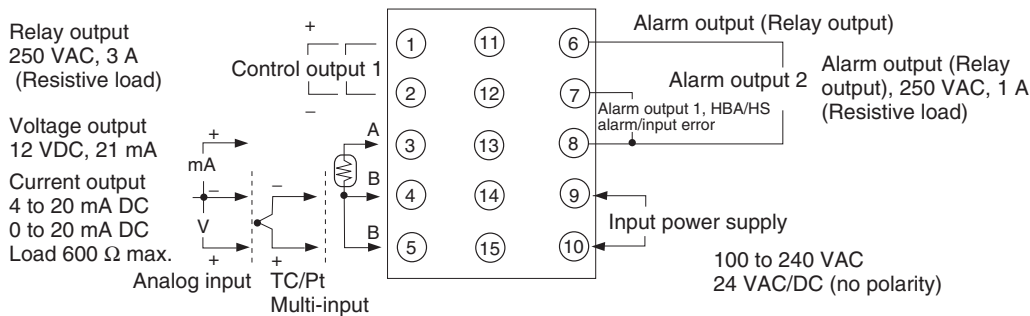 Relay output
250 VAC, 3 A
(Resistive load)
Voltage output
12 VDC, 21 mA
Current output
4 to 20 mA DC
0 to 20 mA DC
Load 600 Ω max.
+
Control output 1
−
+
mA
−
V
+
Analog input
−
+
TC/Pt
Multi-input
A
B
B
1
2
3
4
5
11
12
13
14
15
6
7
8
9
10
Alarm output (Relay output)
Alarm output 2
Alarm output 1, HBA/HS
alarm/input error
Alarm output (Relay
output), 250 VAC, 1 A
(Resistive load)
Input power supply
100 to 240 VAC
24 VAC/DC (no polarity)